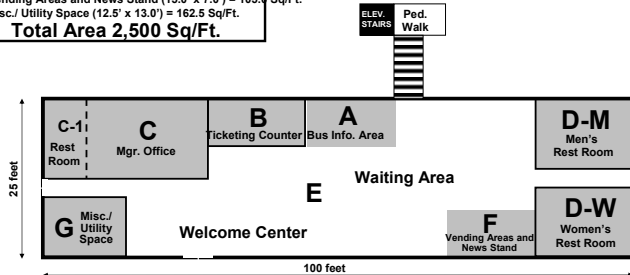 Misc./ Utility Space (12.5' x 13.0') = 162.5 Sq/Ft.
Total Area 2,500 Sq/Ft.
ELEV.
STAIRS
Ped.
Walk
C-1
Rest
Room
C
Mgr. Office
B
Ticketing Counter
A
Bus Info. Area
D-M
Men's
Rest Room
25 feet
Waiting Area
E
G
Misc./
Utility
Space
Welcome Center
F
Vending Areas and
News Stand
D-W
Women's
Rest Room
100 feet